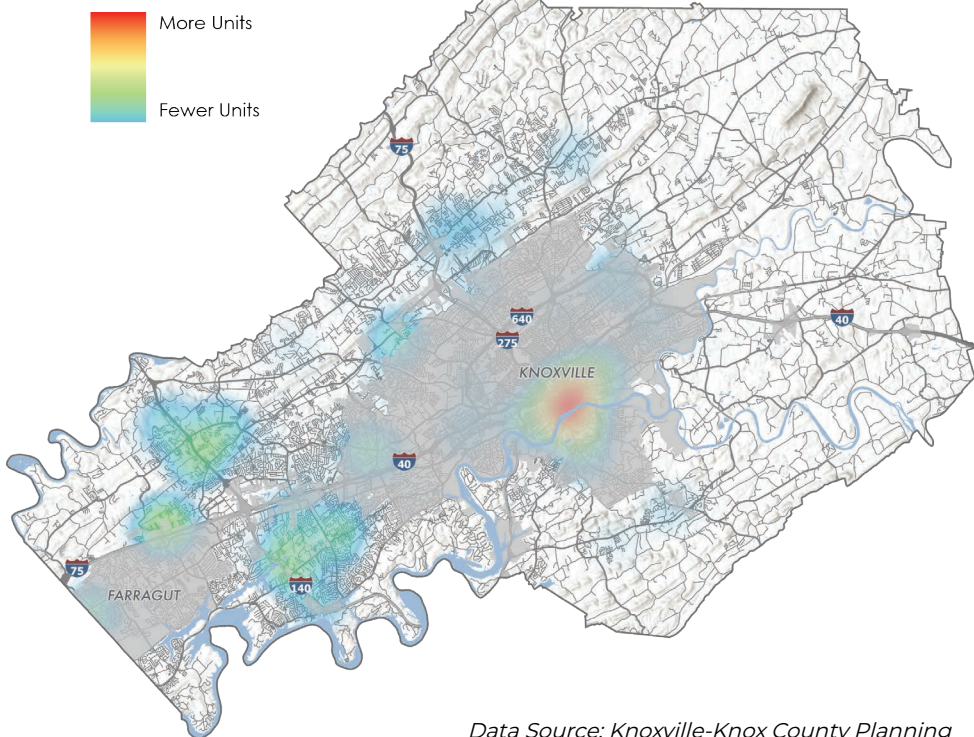 More Units
Fewer Units
75
640
275
40
KNOXVILLE
40
75
140
FARRAGUT
Data Source: Knoxville-Knox County Planning